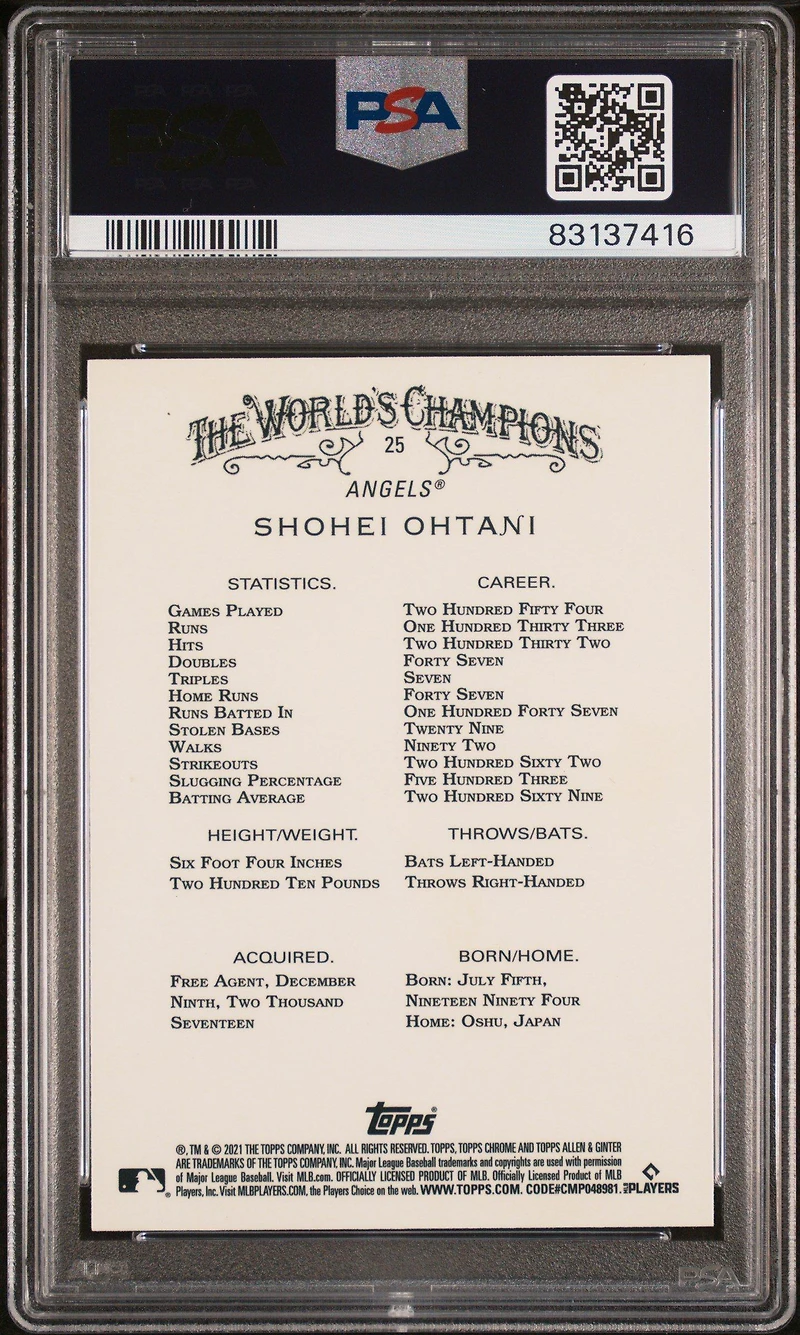 PSA
83137416
THE WORLD'S CHAMPIONS
25
ANGELS®
SHOHEI OHTANI
STATISTICS. CAREER.
GAMES PLAYED TWO HUNDRED FIFTY FOUR
RUNS ONE HUNDRED THIRTY THREE
HITS TWO HUNDRED THIRTY TWO
DOUBLES FORTY SEVEN
TRIPLES SEVEN
HOME RUNS FORTY SEVEN
RUNS BATTED IN ONE HUNDRED FORTY SEVEN
STOLEN BASES TWENTY NINE
WALKS NINETY TWO
STRIKEOUTS TWO HUNDRED SIXTY TWO
SLUGGING PERCENTAGE FIVE HUNDRED THREE
BATTING AVERAGE TWO HUNDRED SIXTY NINE
HEIGHT/WEIGHT.
SIX FOOT FOUR INCHES
TWO HUNDRED TEN POUNDS
THROWS/BATS.
BATS LEFT-HANDED
THROWS RIGHT-HANDED
ACQUIRED.
FREE AGENT, DECEMBER
NINTH, TWO THOUSAND
SEVENTEEN
BORN/HOME.
BORN: JULY FIFTH,
NINETEEN NINETY FOUR
HOME: OSHU, JAPAN
Topps®
®, TM & © 2021 THE TOPPS COMPANY, INC. ALL RIGHTS RESERVED. TOPPS, TOPPS CHROME AND TOPPS ALLEN & GINTER
ARE TRADEMARKS OF THE TOPPS COMPANY, INC. Major League Baseball trademarks and copyrights are used with permission
of Major League Baseball. Visit MLB.com. OFFICIALLY LICENSED PRODUCT OF MLB. Officially Licensed Product of MLB
Players, Inc. Visit MLBPLAYERS.COM, the Players Choice on the web. WWW.TOPPS.COM. CODE#CMP048981.
MLB PLAYERS
PSA